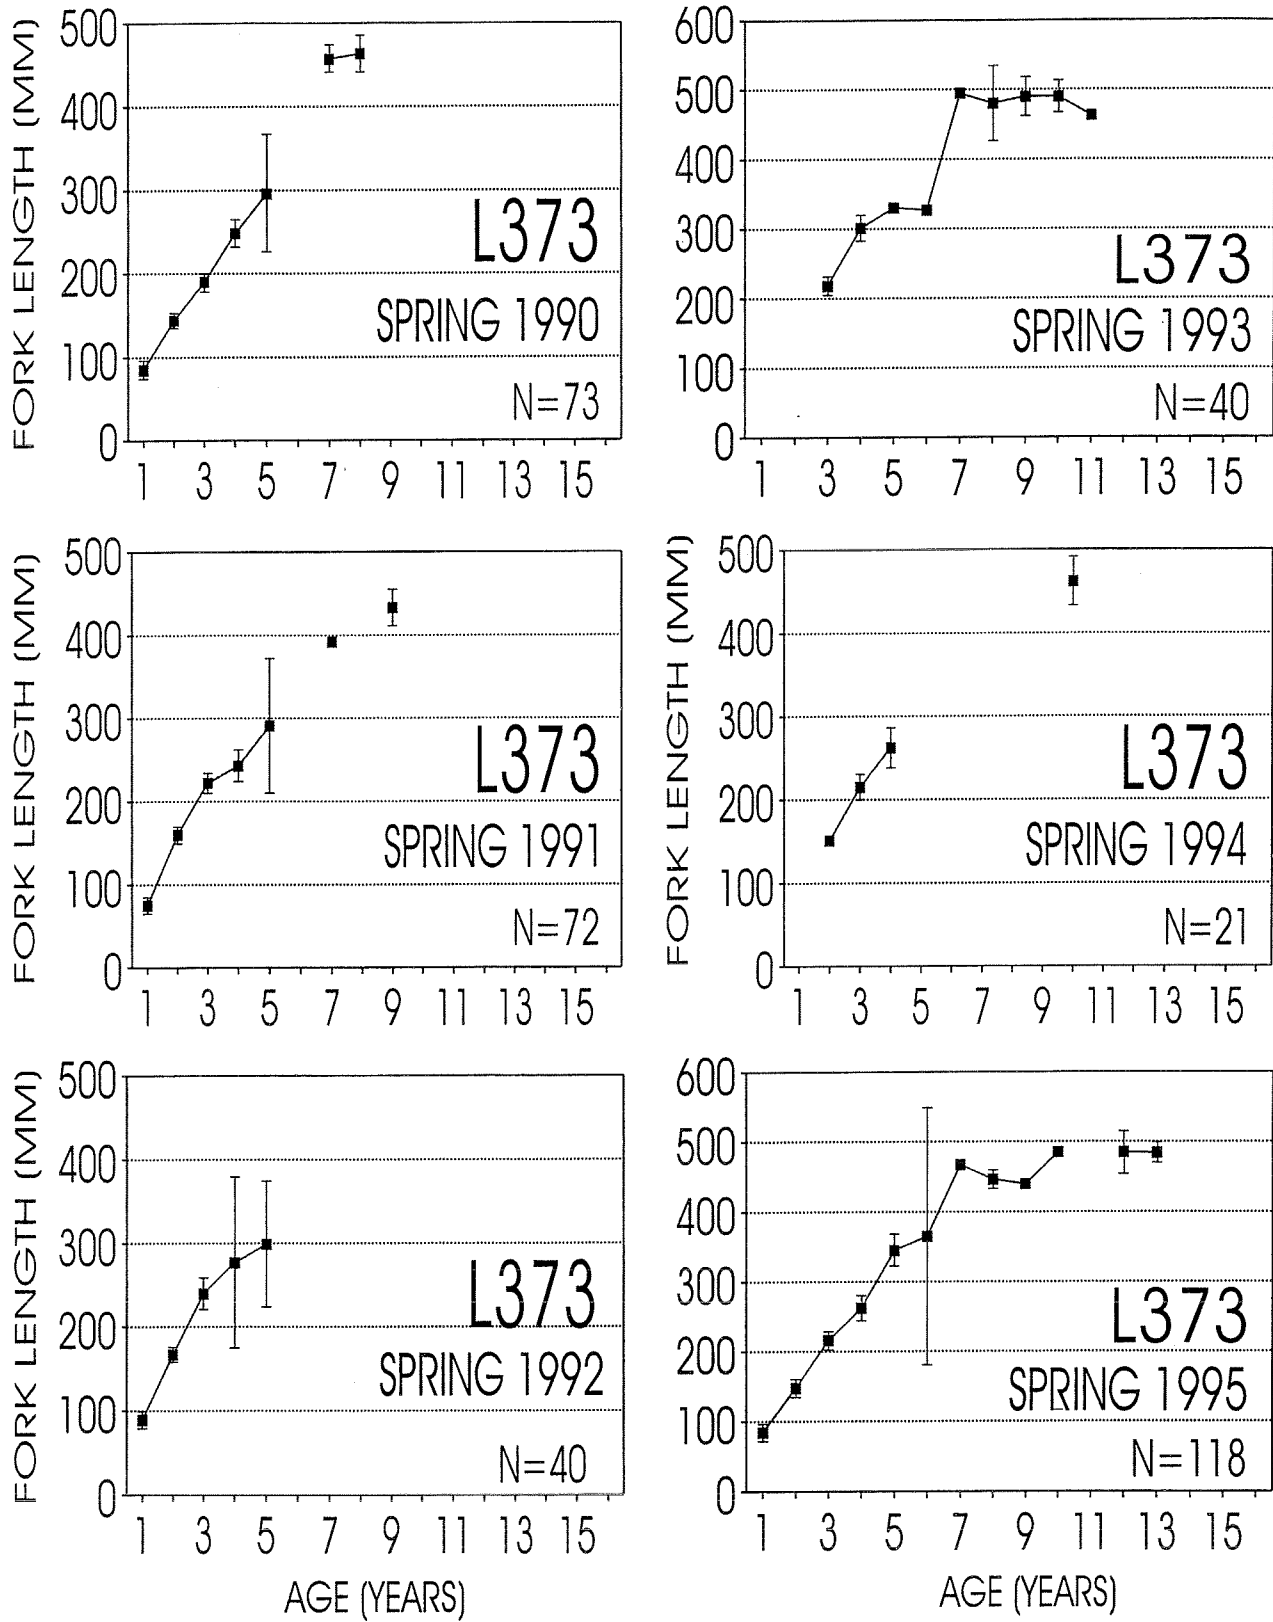 FORK LENGTH (MM)
500
400
300
200
100
0
L373
SPRING 1990
N=73
1 3 5 7 9 11 13 15
600
500
400
300
200
100
0
L373
SPRING 1993
N=40
1 3 5 7 9 11 13 15
FORK LENGTH (MM)
500
400
300
200
100
0
L373
SPRING 1991
N=72
1 3 5 7 9 11 13 15
FORK LENGTH (MM)
500
400
300
200
100
0
L373
SPRING 1994
N=21
1 3 5 7 9 11 13 15
FORK LENGTH (MM)
500
400
300
200
100
0
L373
SPRING 1992
N=40
1 3 5 7 9 11 13 15
AGE (YEARS)
600
500
400
300
200
100
0
L373
SPRING 1995
N=118
1 3 5 7 9 11 13 15
AGE (YEARS)